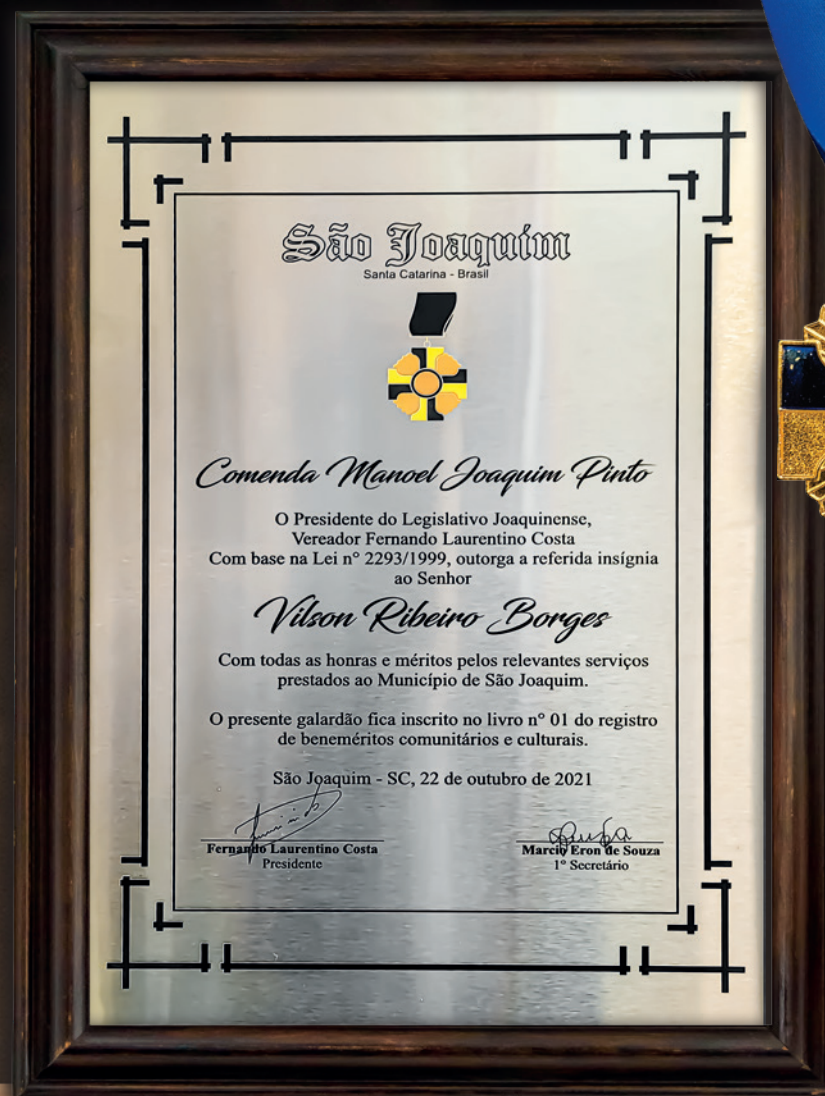 São Joaquim
Santa Catarina - Brasil
Comenda Manoel Joaquim Pinto
O Presidente do Legislativo Joaquinense,
Vereador Fernando Laurentino Costa
Com base na Lei nº 2293/1999, outorga a referida insígnia
ao Senhor
Vilson Ribeiro Borges
Com todas as honras e méritos pelos relevantes serviços
prestados ao Município de São Joaquim.
O presente galardão fica inscrito no livro nº 01 do registro
de beneméritos comunitários e culturais.
São Joaquim - SC, 22 de outubro de 2021
Fernando Laurentino Costa
Presidente
Marcio Eron de Souza
1º Secretário